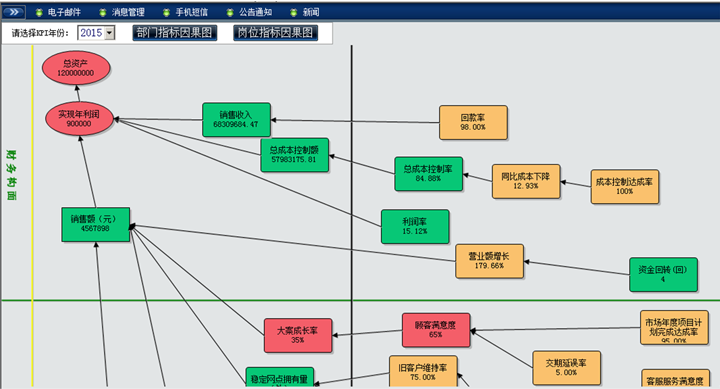 电子邮件 消息管理 手机短信 公告通知 新闻
请选择KPI年份: 2015 部门指标因果图 岗位指标因果图
总资产
120000000
实现年利润
900000
销售收入
68309684.47
回款率
98.00%
总成本控制额
57983175.81
总成本控制率
84.88%
同比成本下降
12.93%
成本控制达成率
100%
财务构面
销售额（元）
4567898
利润率
15.12%
营业额增长
179.66%
资金回转(回)
4
大案成长率
35%
顾客满意度
65%
市场年度项目计
划完成达成率
95.00%
稳定网点拥有量
旧客户维持率
75.00%
交期延误率
5.00%
客服服务满意度